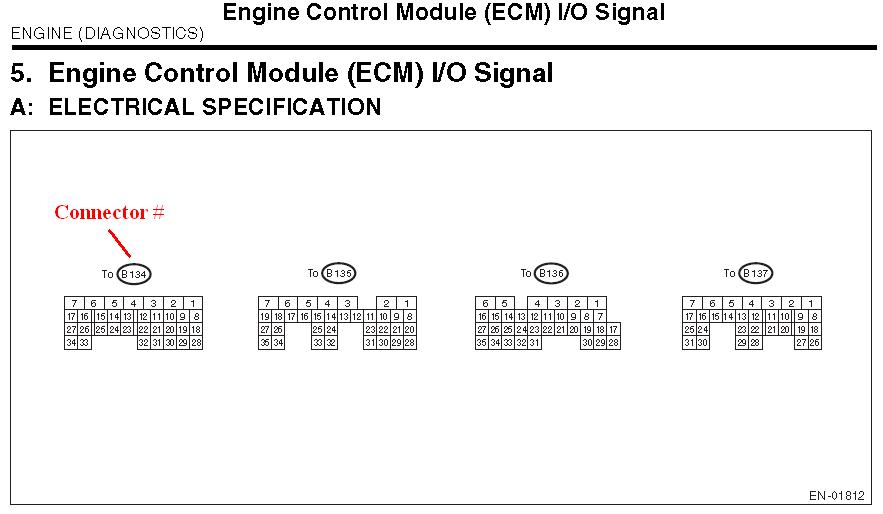 Engine Control Module (ECM) I/O Signal
ENGINE (DIAGNOSTICS)
5. Engine Control Module (ECM) I/O Signal
A: ELECTRICAL SPECIFICATION
Connector #
To B134
7 6 5 4 3 2 1
17 16 15 14 13 12 11 10 9 8
27 26 25 24 23 22 21 20 19 18
34 33 32 31 30 29 28
To B135
7 6 5 4 3 2 1
19 18 17 16 15 14 13 12 11 10 9 8
27 26 25 24 23 22 21 20
35 34 33 32 31 30 29 28
To B136
6 5 4 3 2 1
16 15 14 13 12 11 10 9 8 7
27 26 25 24 23 22 21 20 19 18 17
35 34 33 32 31 30 29 28
To B137
7 6 5 4 3 2 1
17 16 15 14 13 12 11 10 9 8
25 24 23 22 21 20 19 18
31 30 29 28 27 26
EN-01812